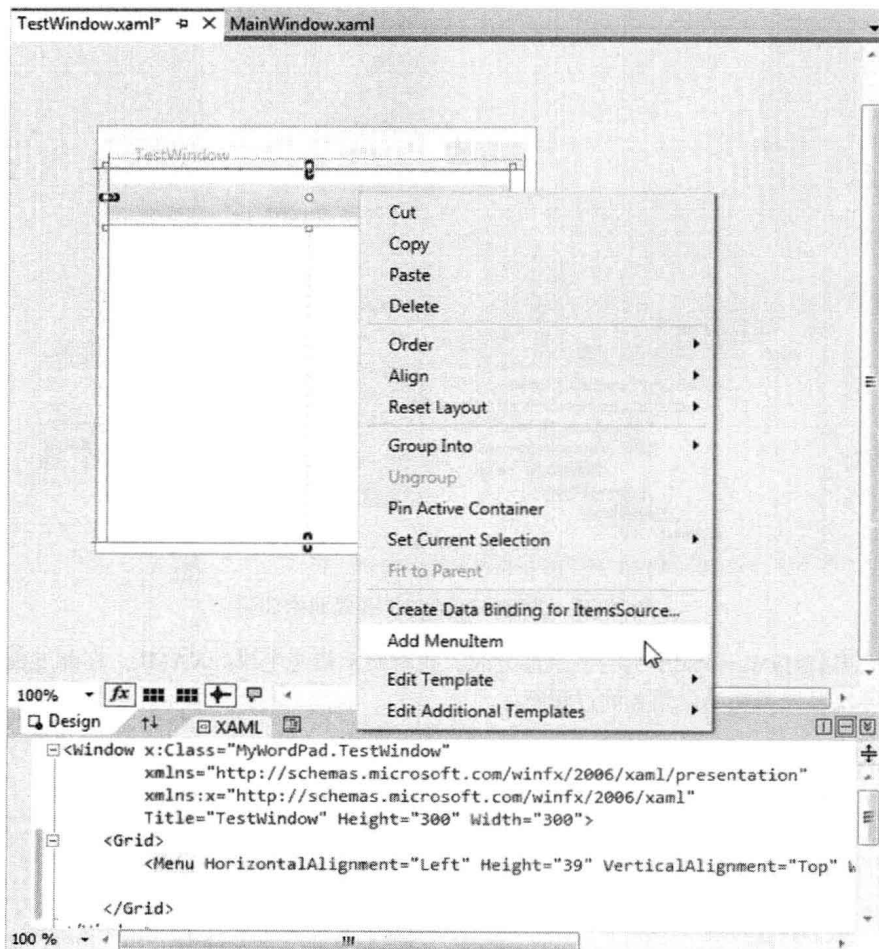 TestWindow.xaml*
MainWindow.xaml
TestWindow
Cut
Copy
Paste
Delete
Order
Align
Reset Layout
Group Into
Ungroup
Pin Active Container
Set Current Selection
Fit to Parent
Create Data Binding for ItemsSource...
Add MenuItem
Edit Template
Edit Additional Templates
100%
fx
Design
XAML
<Window x:Class="MyWordPad.TestWindow"
xmlns="http://schemas.microsoft.com/winfx/2006/xaml/presentation"
xmlns:x="http://schemas.microsoft.com/winfx/2006/xaml"
Title="TestWindow" Height="300" Width="300">
<Grid>
<Menu HorizontalAlignment="Left" Height="39" VerticalAlignment="Top" W
</Grid>
100 %